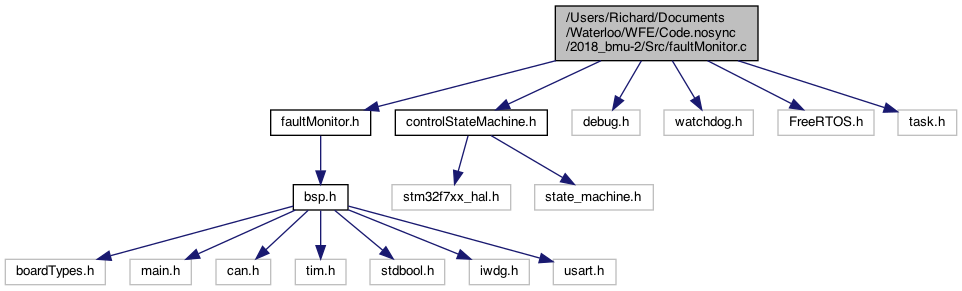 /Users/Richard/Documents
/Waterloo/WFE/Code.nosync
/2018_bmu-2/Src/faultMonitor.c
faultMonitor.h
controlStateMachine.h
debug.h
watchdog.h
FreeRTOS.h
task.h
bsp.h
stm32f7xx_hal.h
state_machine.h
boardTypes.h
main.h
can.h
tim.h
stdbool.h
iwdg.h
usart.h